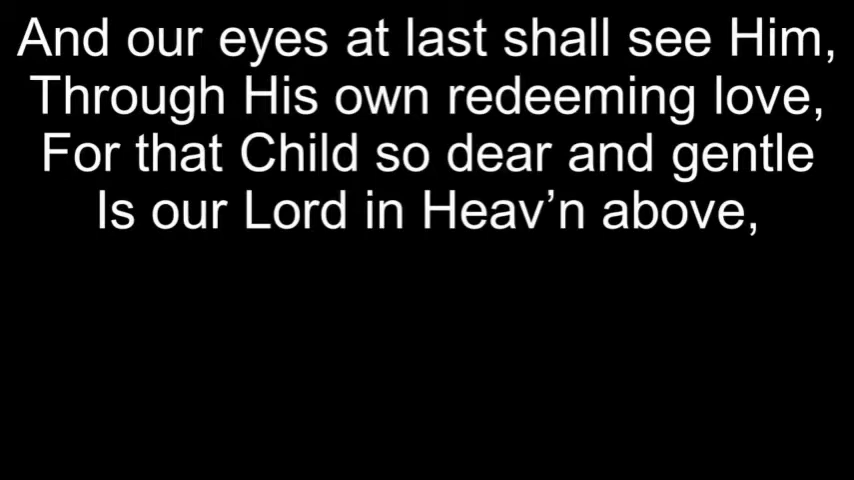 And our eyes at last shall see Him,
Through His own redeeming love,
For that Child so dear and gentle
Is our Lord in Heav’n above,